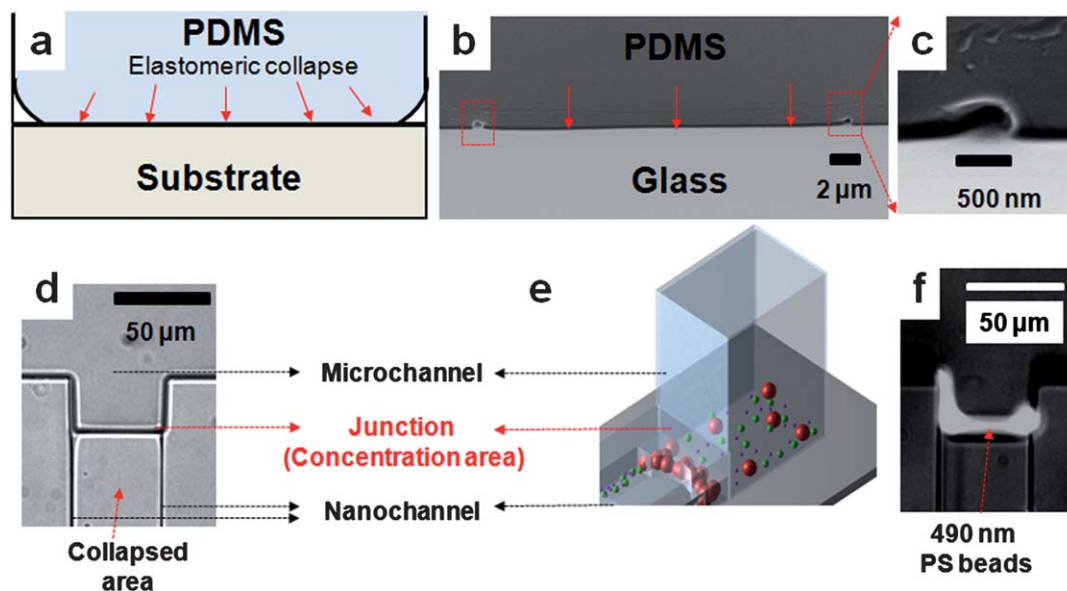 a
PDMS
Elastomeric collapse
Substrate
b
PDMS
Glass
2 μm
c
500 nm
d
50 μm
Collapsed
area
Microchannel
Junction
(Concentration area)
Nanochannel
e
f
50 μm
490 nm
PS beads